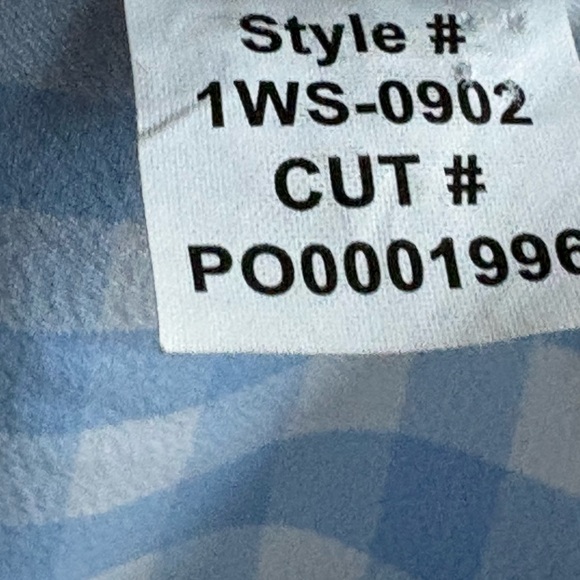 Style #
1WS-0902
CUT #
PO0001996